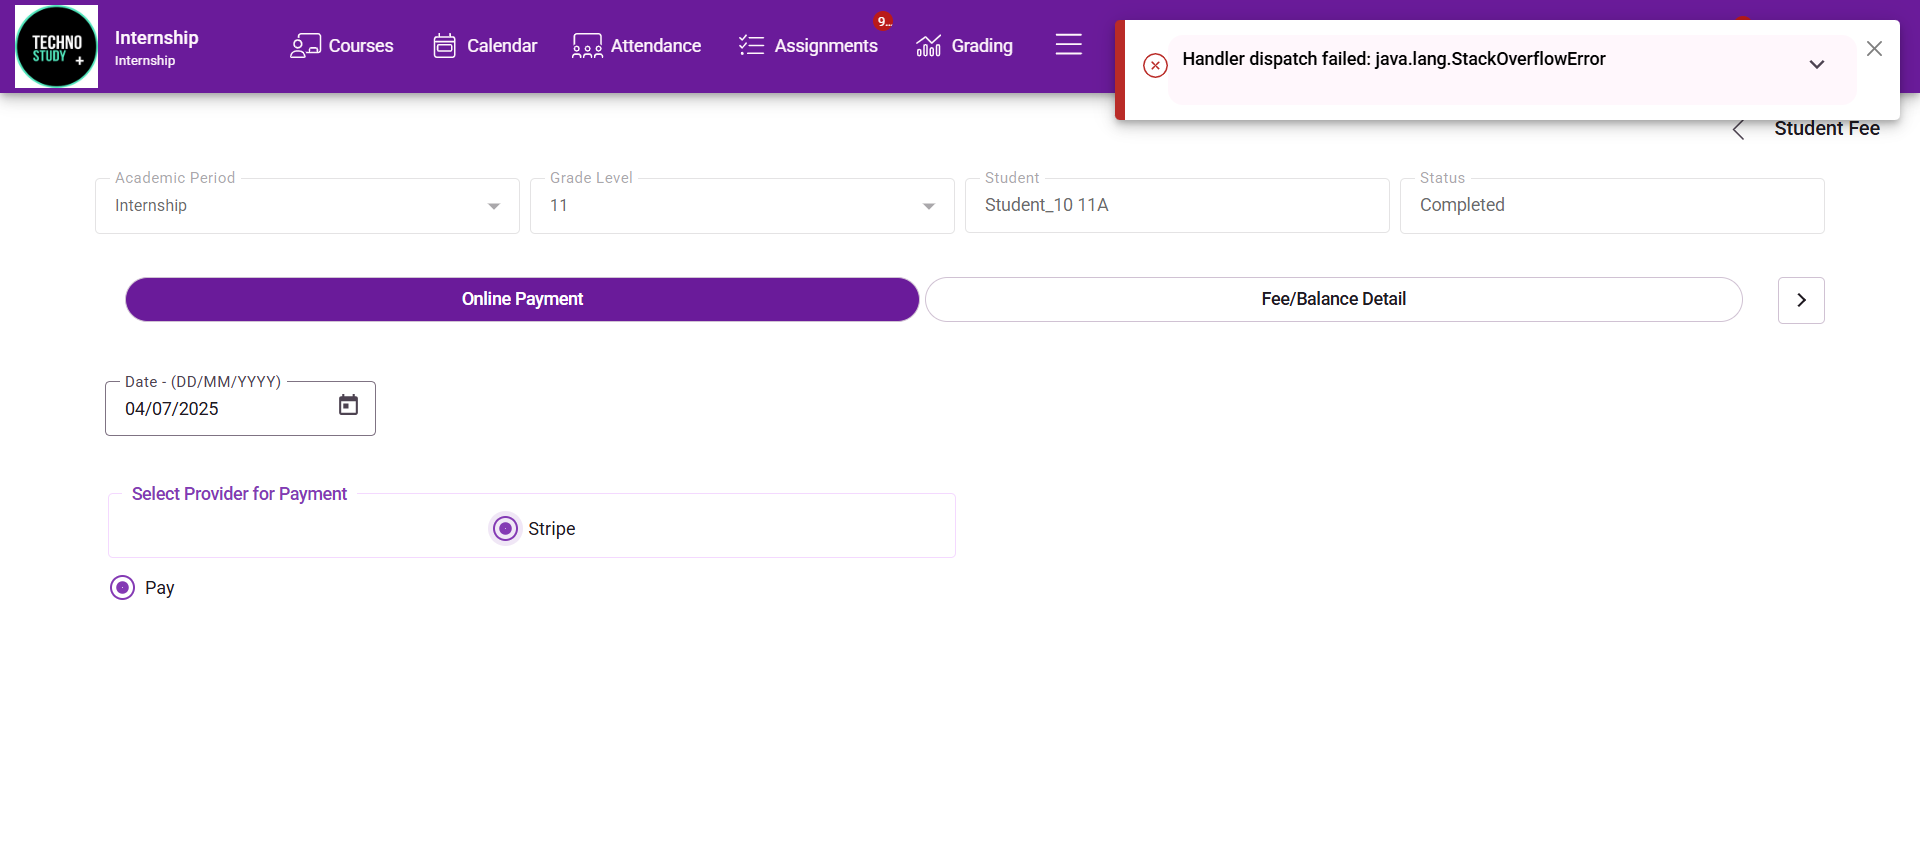 TECHNO
STUDY +
Internship
Internship
Courses
Calendar
Attendance
Assignments
9...
Grading
Handler dispatch failed: java.lang.StackOverflowError
Student Fee
Academic Period
Internship
Grade Level
11
Student
Student_10 11A
Status
Completed
Online Payment
Fee/Balance Detail
Date - (DD/MM/YYYY)
04/07/2025
Select Provider for Payment
Stripe
Pay